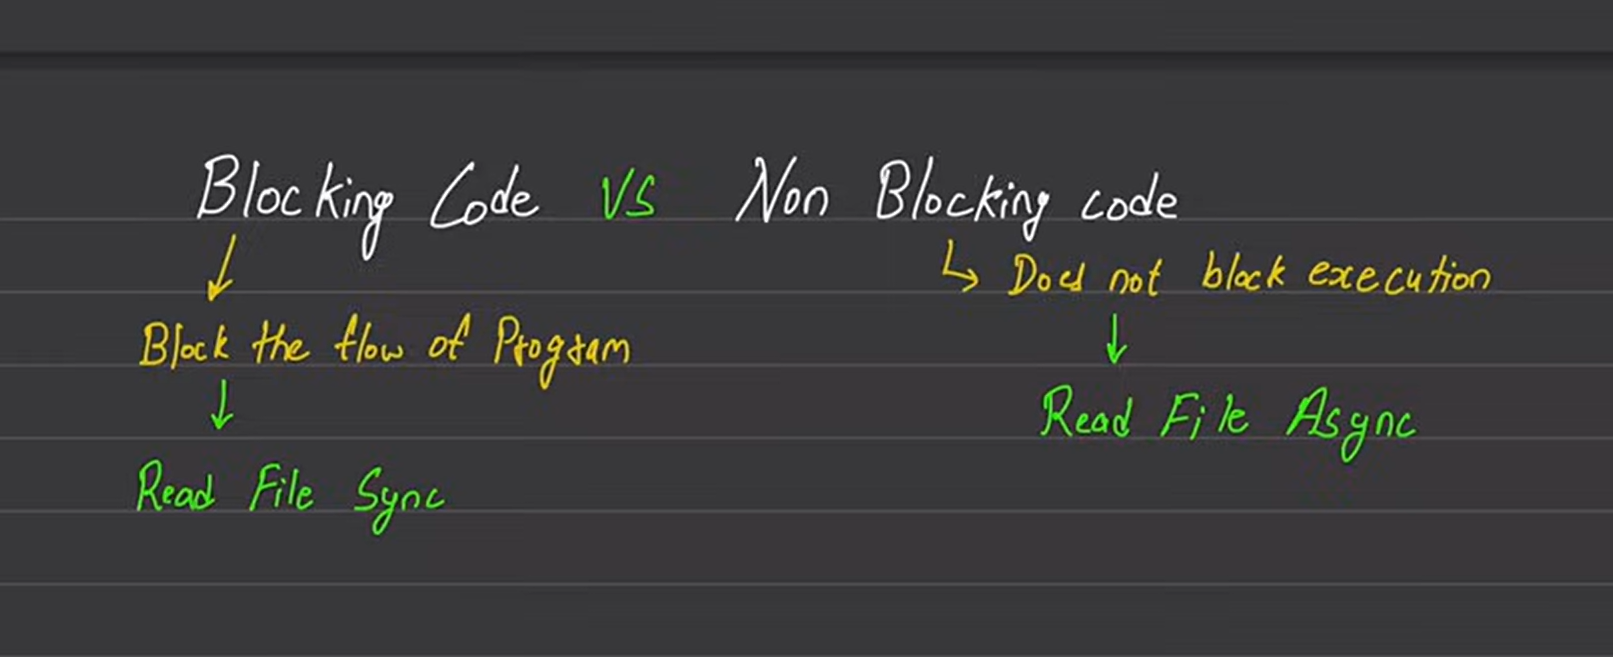 Blocking Code VS Non Blocking code
Does not block execution
Block the flow of Program
Read File Async
Read File Sync